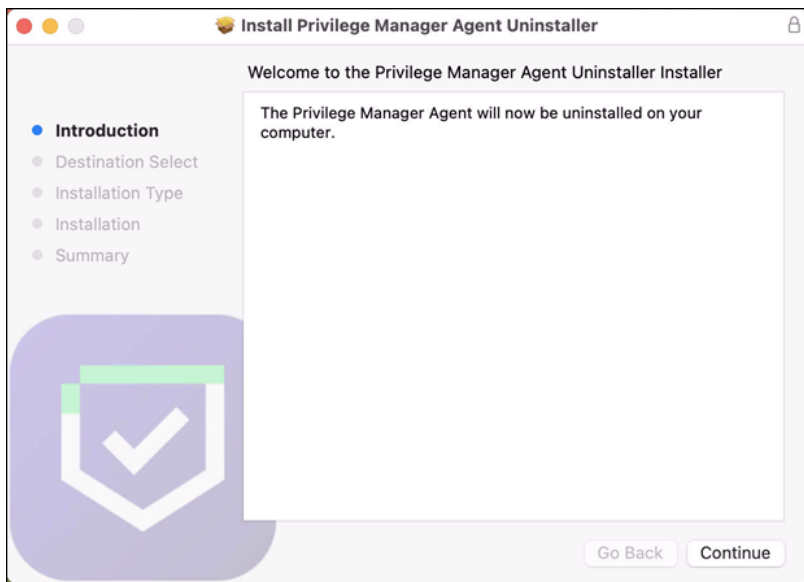 Install Privilege Manager Agent Uninstaller
Welcome to the Privilege Manager Agent Uninstaller Installer
Introduction
Destination Select
Installation Type
Installation
Summary
The Privilege Manager Agent will now be uninstalled on your
computer.
Go Back
Continue